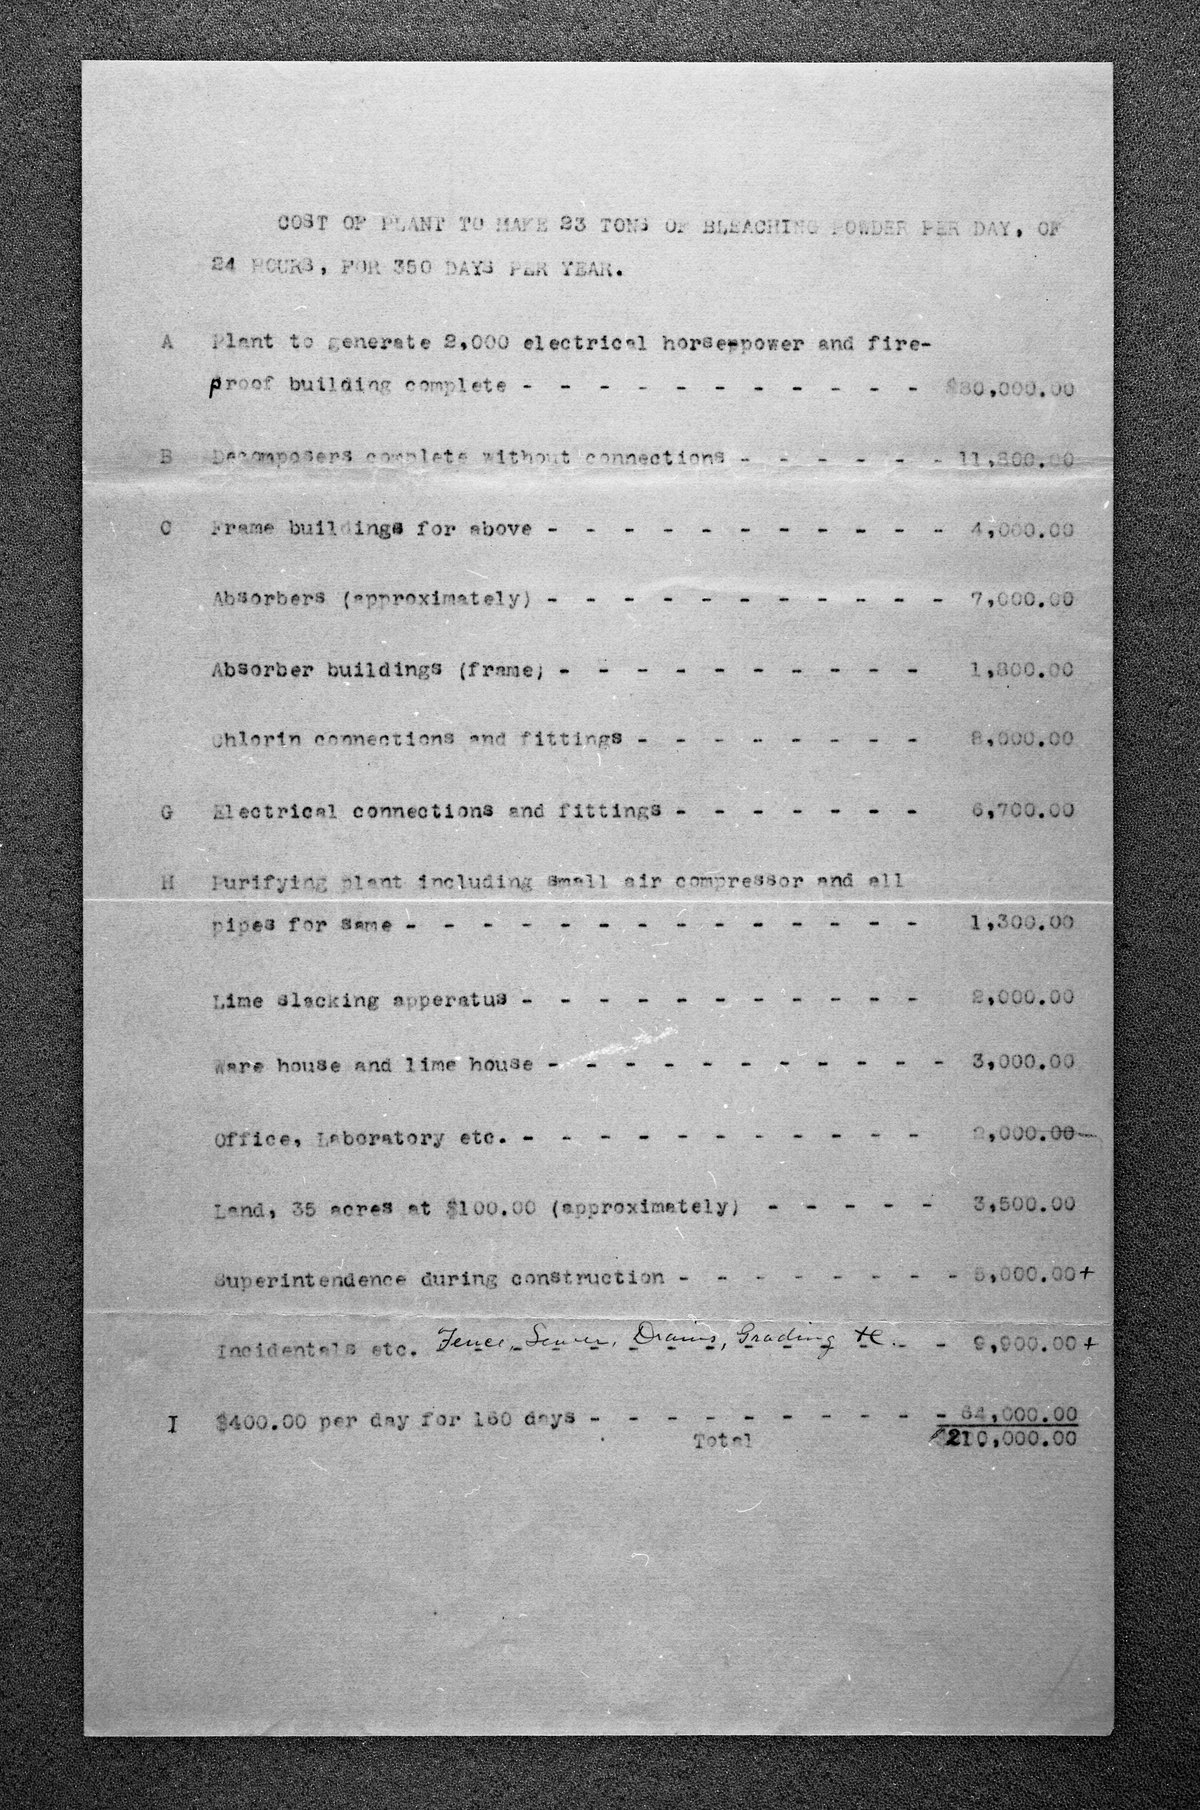 COST OF PLANT TO MAKE 23 TONS OF BLEACHING POWDER PER DAY, OF
24 HOURS, FOR 350 DAYS PER YEAR.
A Plant to generate 2,000 electrical horse-power and fire-
proof building complete - - - - - - - - - - - $80,000.00
B Decomposers complete without connections - - - - - - 11,800.00
C Frame buildings for above - - - - - - - - - - - 4,000.00
Absorbers (approximately) - - - - - - - - - - - 7,000.00
Absorber buildings (frame) - - - - - - - - - - 1,800.00
Chlorin connections and fittings - - - - - - - - 8,000.00
G Electrical connections and fittings - - - - - - - 6,700.00
H Purifying plant including small air compressor and all
pipes for same - - - - - - - - - - - - - - 1,300.00
Lime slacking apperatus - - - - - - - - - - - 2,000.00
Ware house and lime house - - - - - - - - - - - 3,000.00
Office, Laboratory etc. - - - - - - - - - - - 2,000.00
Land, 35 acres at $100.00 (approximately) - - - - - 3,500.00
Superintendence during construction - - - - - - - - 5,000.00+
Incidentals etc. Fence, Sewer, Drains, Grading &c. - - 9,900.00+
I $400.00 per day for 160 days - - - - - - - - - - 64,000.00
Total $210,000.00